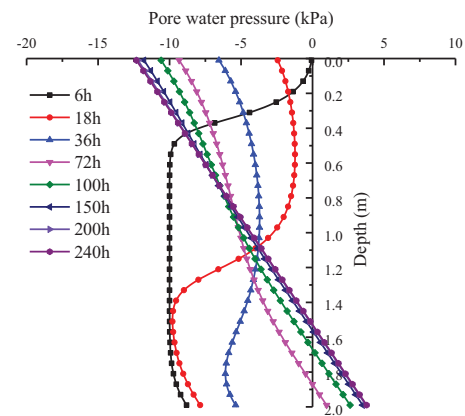 Pore water pressure (kPa)
-20 -15 -10 -5 0 5
0.0
0.2
0.4
0.6
0.8
1.0
1.2
1.4
1.6
1.8
2.0
Depth (m)
6h
18h
36h
72h
100h
150h
200h
240h